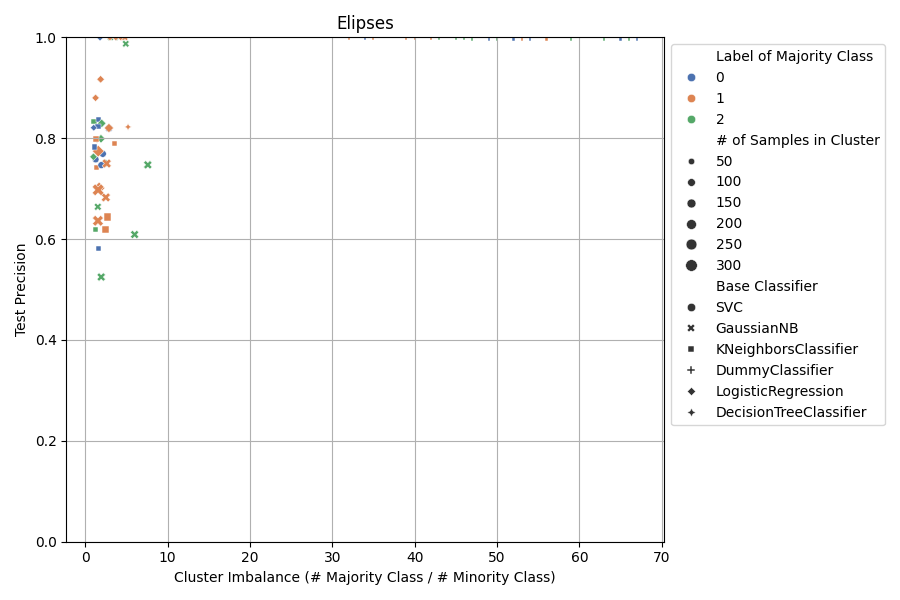 Elipses
1.0
0.8
0.6
0.4
0.2
0.0
Test Precision
0 10 20 30 40 50 60 70
Cluster Imbalance (# Majority Class / # Minority Class)
Label of Majority Class
0
1
2
# of Samples in Cluster
50
100
150
200
250
300
Base Classifier
SVC
GaussianNB
KNeighborsClassifier
DummyClassifier
LogisticRegression
DecisionTreeClassifier